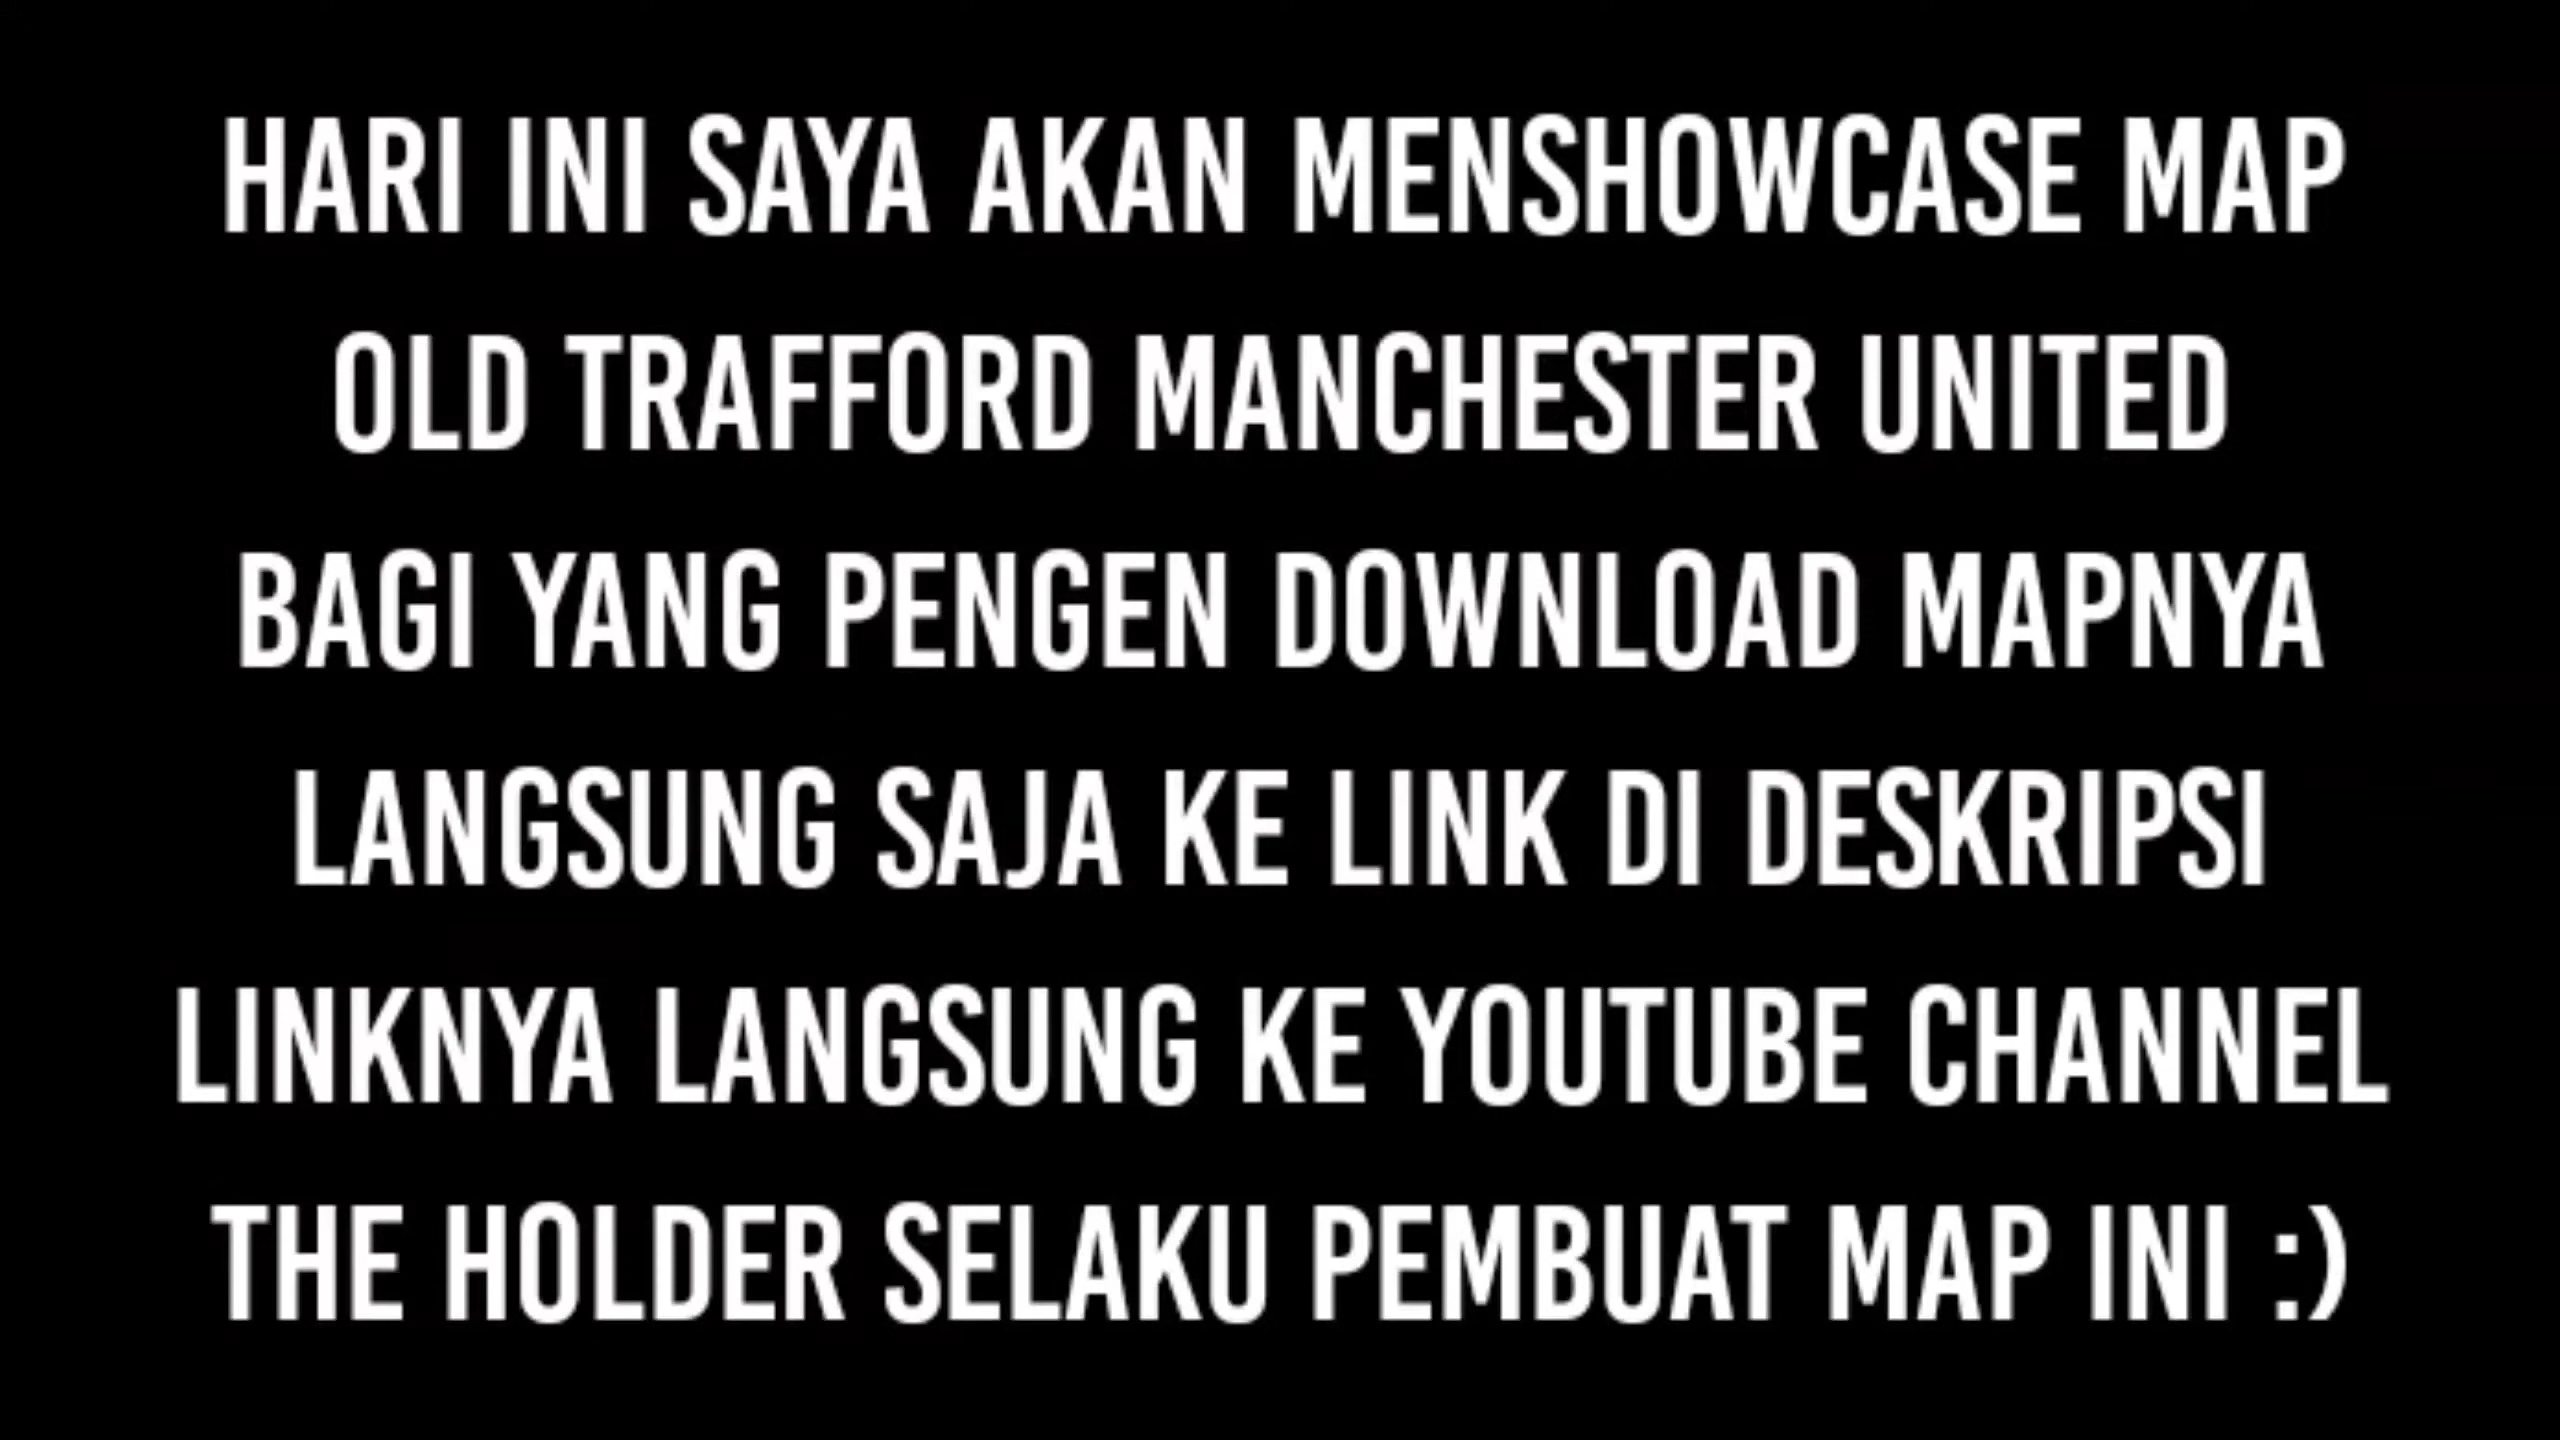 HARI INI SAYA AKAN MENSHOWCASE MAP
OLD TRAFFORD MANCHESTER UNITED
BAGI YANG PENGEN DOWNLOAD MAPNYA
LANGSUNG SAJA KE LINK DI DESKRIPSI
LINKNYA LANGSUNG KE YOUTUBE CHANNEL
THE HOLDER SELAKU PEMBUAT MAP INI :)